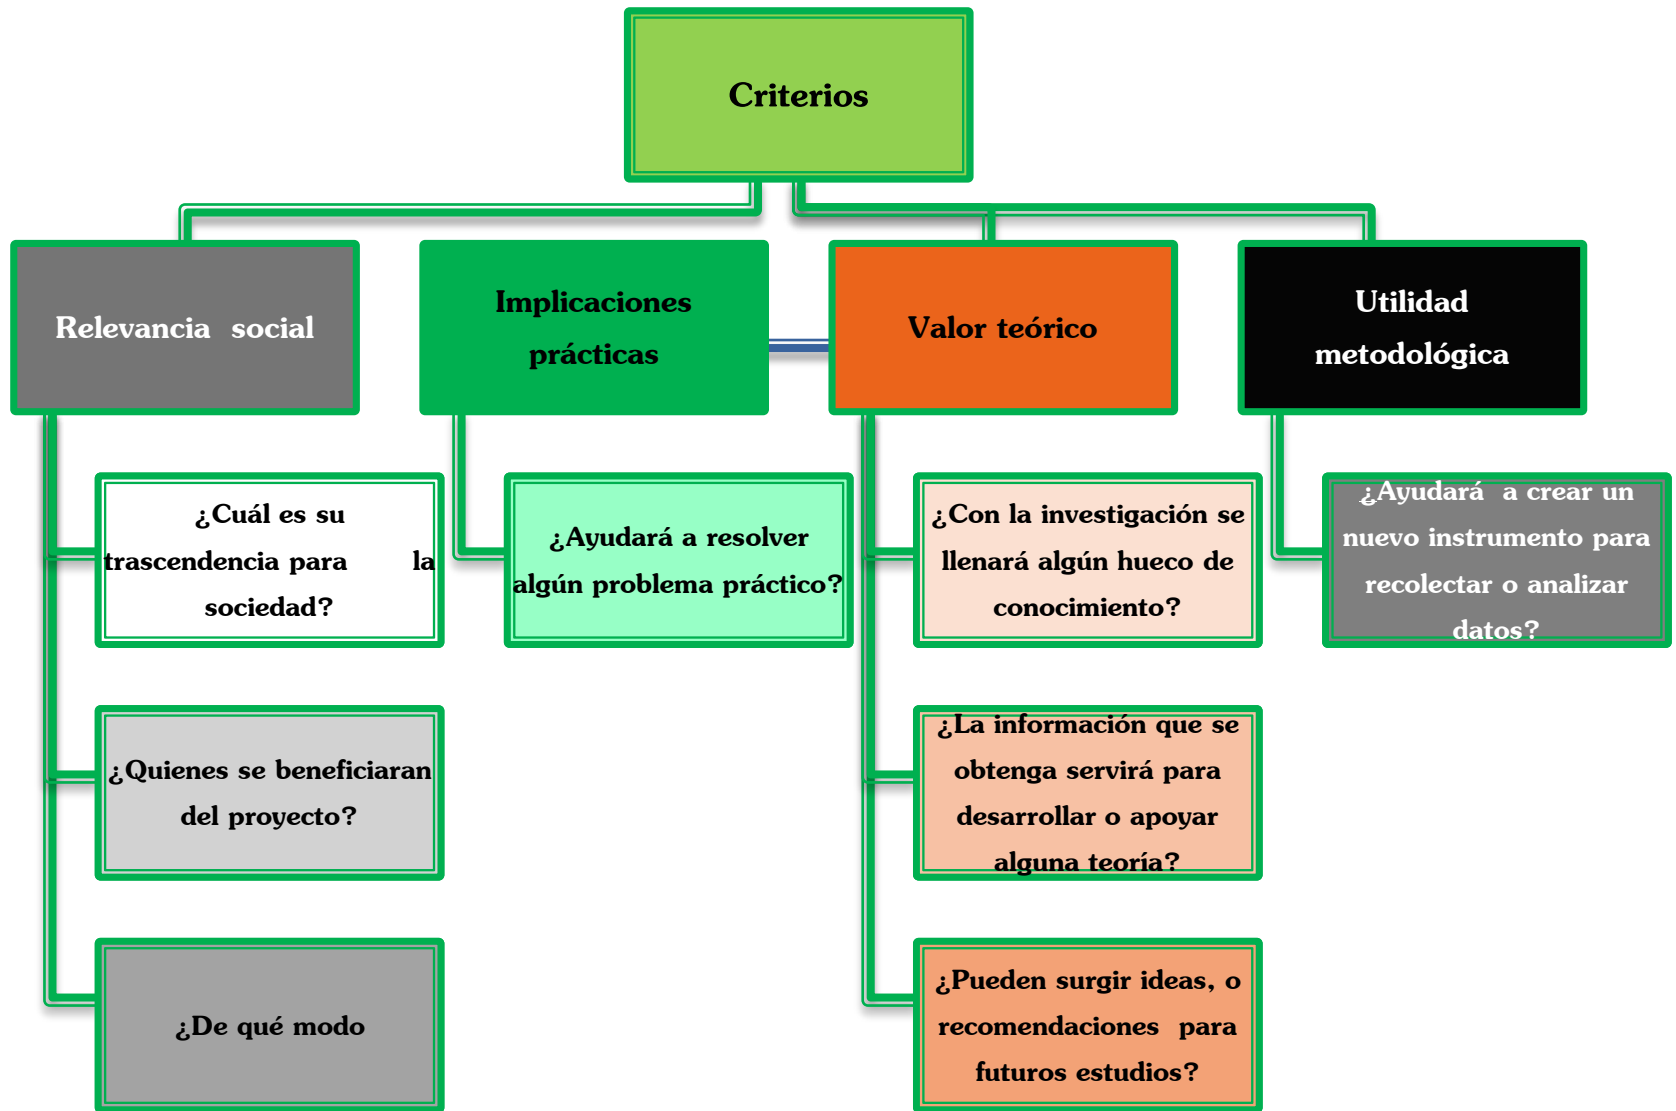 Criterios
Relevancia social
¿Cuál es su
trascendencia para la
sociedad?
¿Quienes se beneficiaran
del proyecto?
¿De qué modo
Implicaciones
prácticas
¿Ayudará a resolver
algún problema práctico?
Valor teórico
¿Con la investigación se
llenará algún hueco de
conocimiento?
¿La información que se
obtenga servirá para
desarrollar o apoyar
alguna teoría?
¿Pueden surgir ideas, o
recomendaciones para
futuros estudios?
Utilidad
metodológica
¿Ayudará a crear un
nuevo instrumento para
recolectar o analizar
datos?